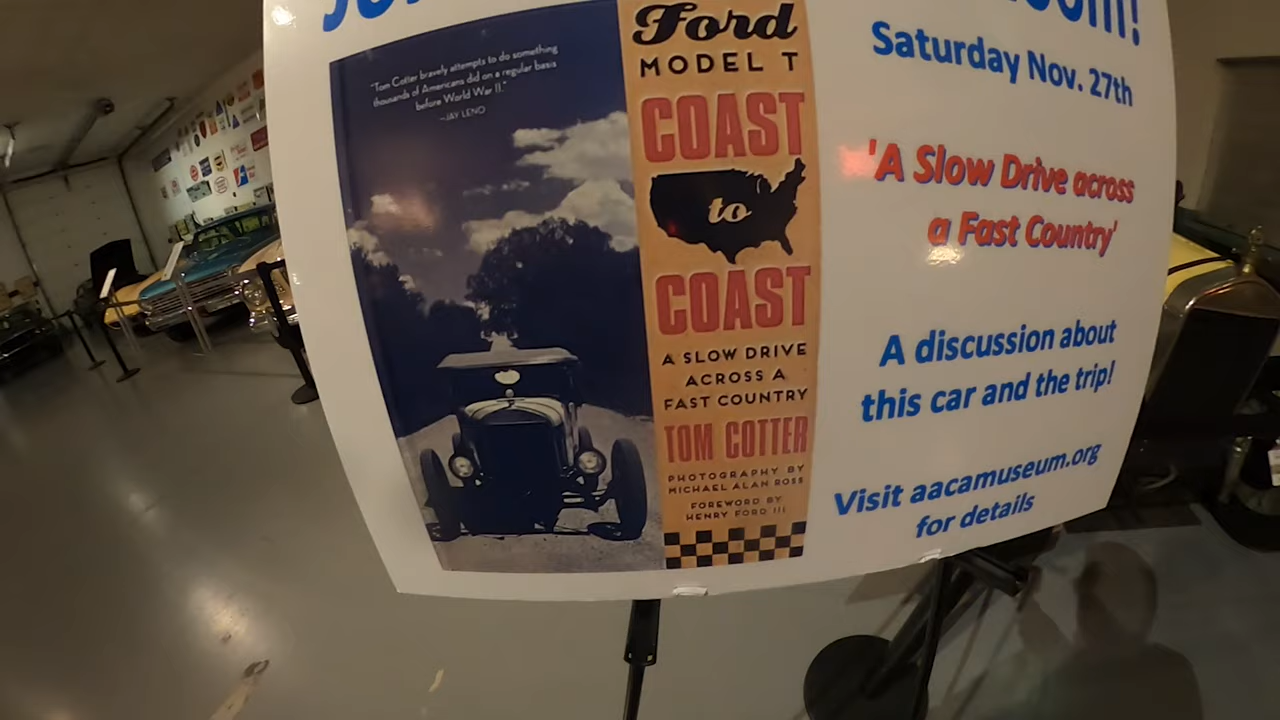 "Tom Cotter bravely attempts to do something
thousands of Americans did on a regular basis
before World War II."
—JAY LENO
Ford
MODEL T
COAST
to
COAST
A SLOW DRIVE
ACROSS A
FAST COUNTRY
TOM COTTER
PHOTOGRAPHY BY
MICHAEL ALAN ROSS
FOREWORD BY
HENRY FORD III
Saturday Nov. 27th
'A Slow Drive across
a Fast Country'
A discussion about
this car and the trip!
Visit aacamuseum.org
for details